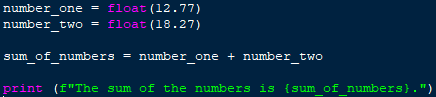 number_one = float(12.77)
number_two = float(18.27)
sum_of_numbers = number_one + number_two
print (f"The sum of the numbers is {sum_of_numbers}.")